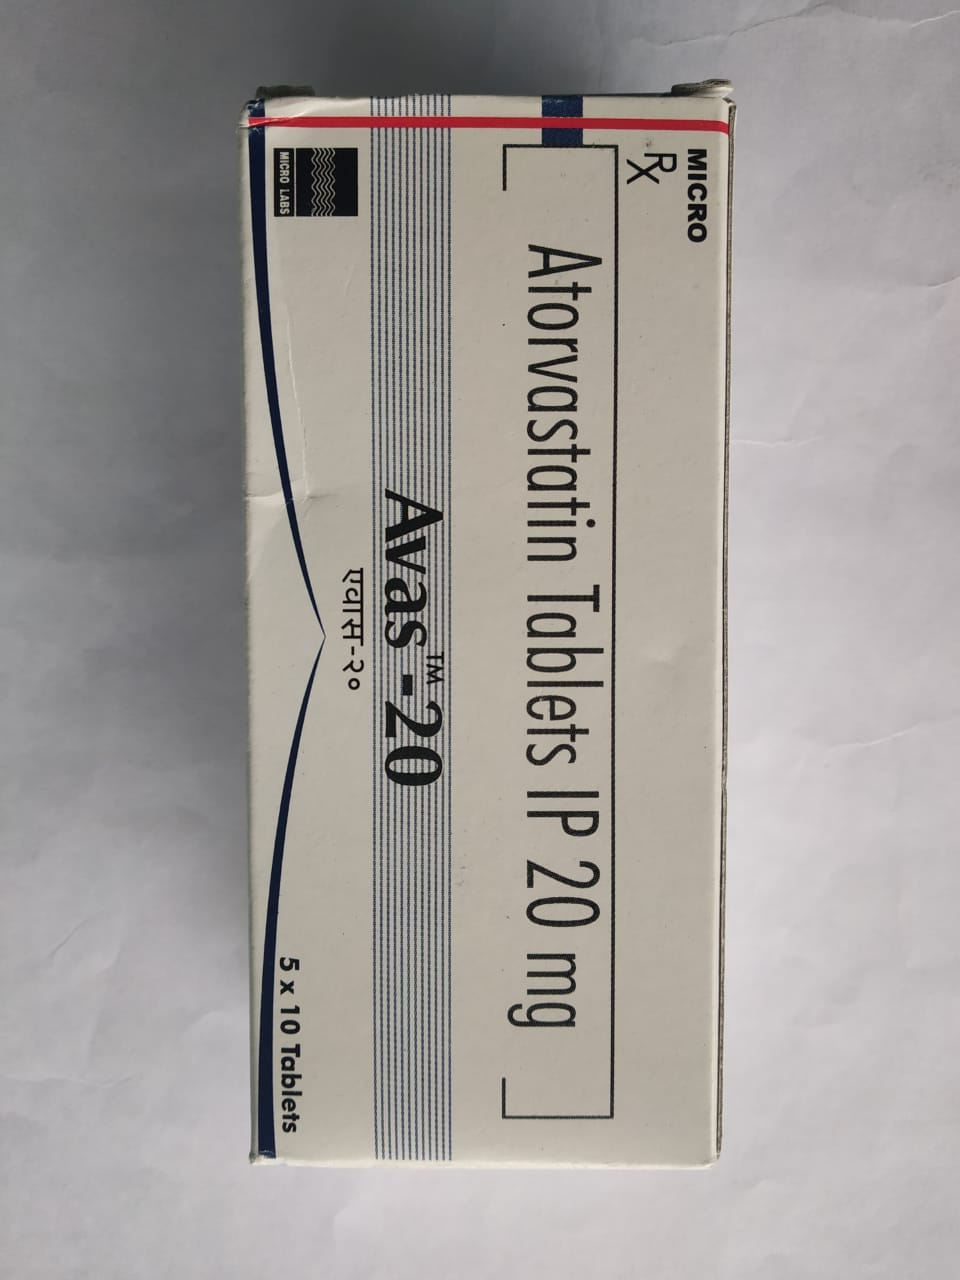 MICRO
Rx
Atorvastatin Tablets IP 20 mg
Avas™-20
एवास-२०
MICRO LABS
5 x 10 Tablets